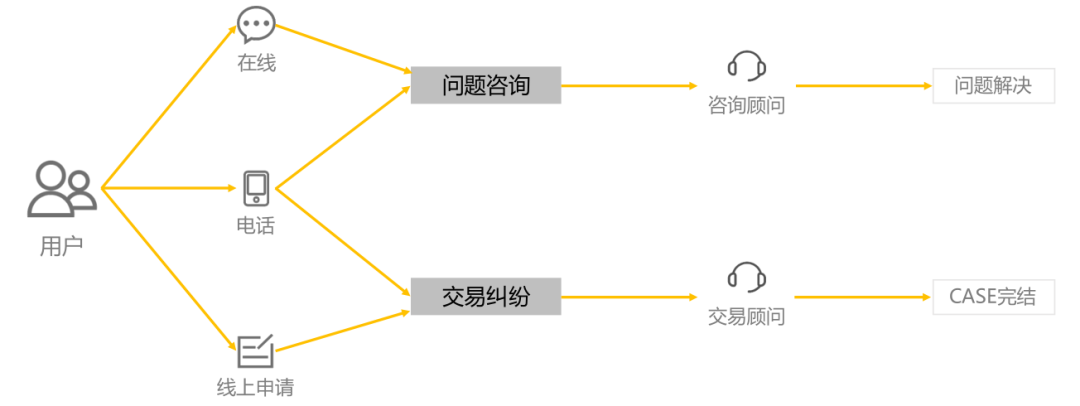 在线
问题咨询
咨询顾问
问题解决
用户
电话
交易纠纷
交易顾问
CASE完结
线上申请